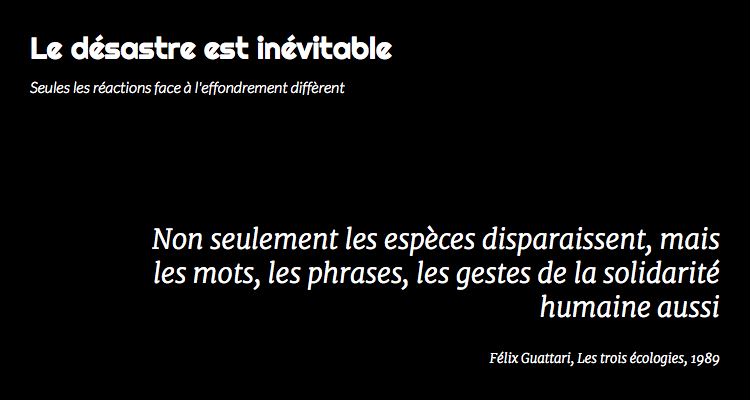 Le désastre est inévitable
Seules les réactions face à l'effondrement diffèrent
Non seulement les espèces disparaissent, mais
les mots, les phrases, les gestes de la solidarité
humaine aussi
Félix Guattari, Les trois écologies, 1989